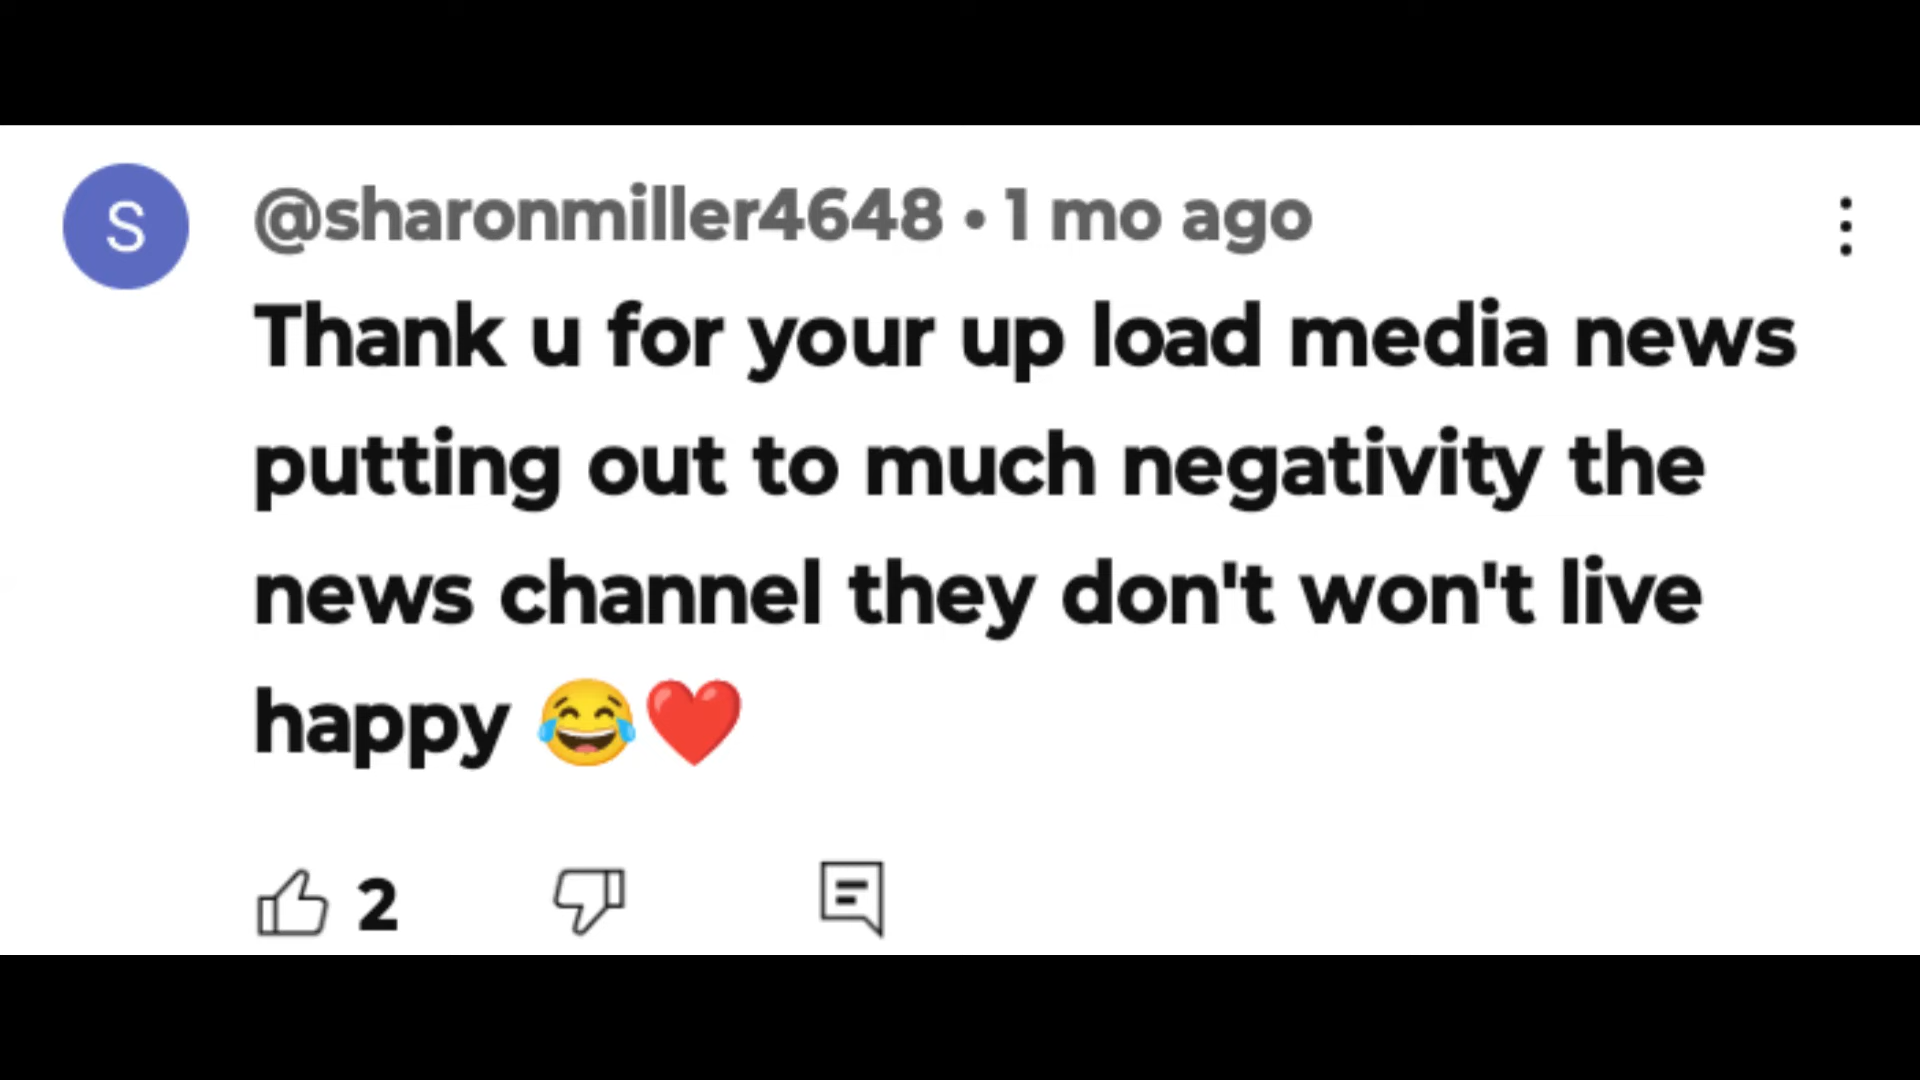 S
@sharonmiller4648 • 1 mo ago
Thank u for your up load media news
putting out to much negativity the
news channel they don't won't live
happy 😂❤️
2